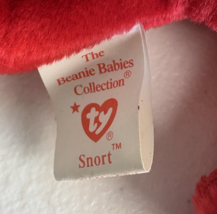 The
Beanie Babies
Collection®
★ ty
Snort™